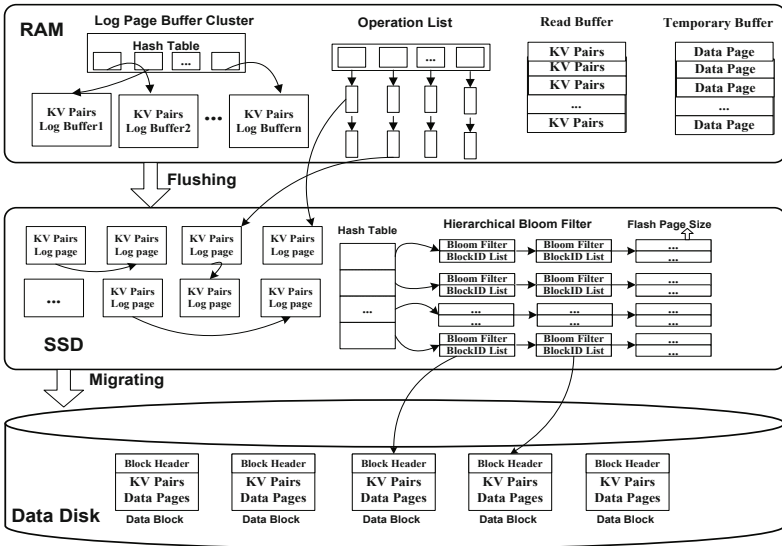 RAM
Log Page Buffer Cluster
Hash Table
...
KV Pairs
Log Buffer1
KV Pairs
Log Buffer2
...
KV Pairs
Log Buffern
Operation List
...
Read Buffer
KV Pairs
KV Pairs
KV Pairs
...
KV Pairs
Temporary Buffer
Data Page
Data Page
Data Page
...
Data Page
Flushing
KV Pairs
Log page
KV Pairs
Log page
KV Pairs
Log page
KV Pairs
Log page
...
KV Pairs
Log page
KV Pairs
Log page
KV Pairs
Log page
SSD
Hash Table
...
Hierarchical Bloom Filter
Flash Page Size
Bloom Filter
BlockID List
Bloom Filter
BlockID List
...
...
Bloom Filter
BlockID List
Bloom Filter
BlockID List
...
...
...
...
...
...
...
...
Bloom Filter
BlockID List
Bloom Filter
BlockID List
...
...
Migrating
Data Disk
Block Header
KV Pairs
Data Pages
Data Block
Block Header
KV Pairs
Data Pages
Data Block
Block Header
KV Pairs
Data Pages
Data Block
Block Header
KV Pairs
Data Pages
Data Block
Block Header
KV Pairs
Data Pages
Data Block